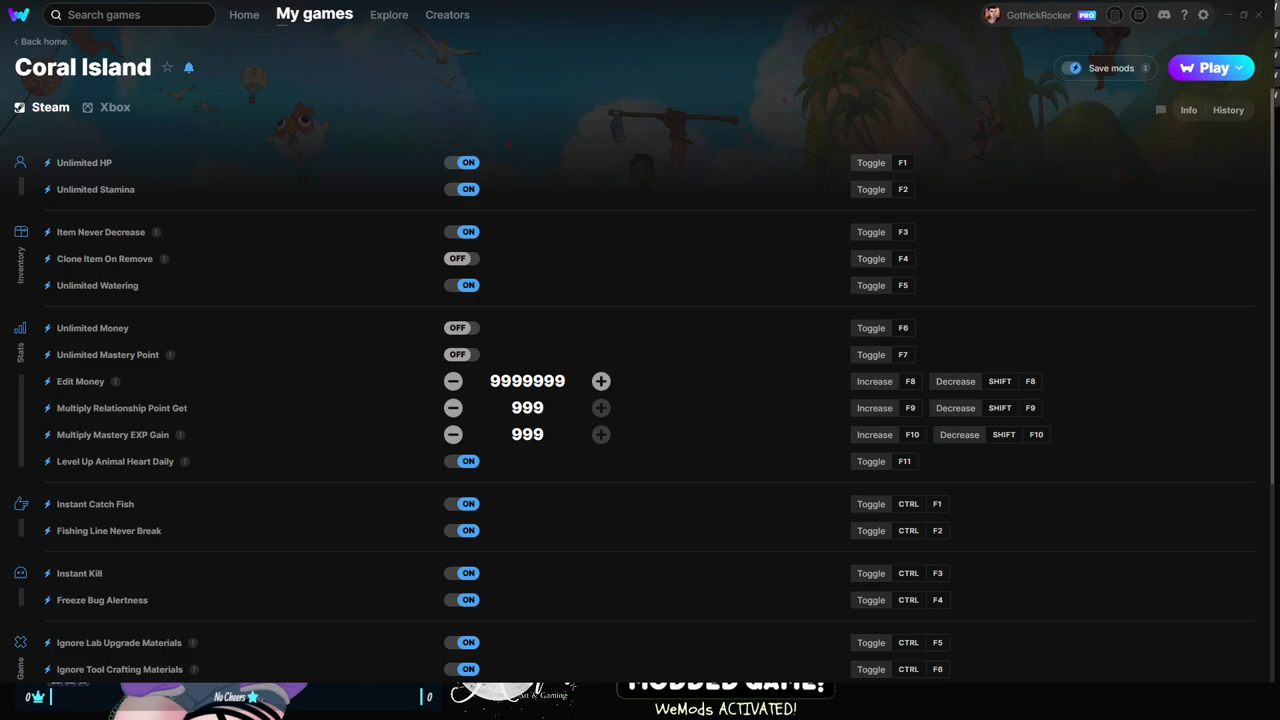 Search games
Home
My games
Explore
Creators
GothickRocker PRO
< Back home
Coral Island
Save mods
Play
Steam
Xbox
Info
History
Unlimited HP ON Toggle F1
Unlimited Stamina ON Toggle F2
Inventory
Item Never Decrease ON Toggle F3
Clone Item On Remove OFF Toggle F4
Unlimited Watering ON Toggle F5
Stats
Unlimited Money OFF Toggle F6
Unlimited Mastery Point OFF Toggle F7
Edit Money 9999999 Increase F8 Decrease SHIFT F8
Multiply Relationship Point Get 999 Increase F9 Decrease SHIFT F9
Multiply Mastery EXP Gain 999 Increase F10 Decrease SHIFT F10
Level Up Animal Heart Daily ON Toggle F11
Instant Catch Fish ON Toggle CTRL F1
Fishing Line Never Break ON Toggle CTRL F2
Instant Kill ON Toggle CTRL F3
Freeze Bug Alertness ON Toggle CTRL F4
Game
Ignore Lab Upgrade Materials ON Toggle CTRL F5
Ignore Tool Crafting Materials ON Toggle CTRL F6
0 No Cheers 0
Art & Gaming
MODDED GAME!
WeMods ACTIVATED!